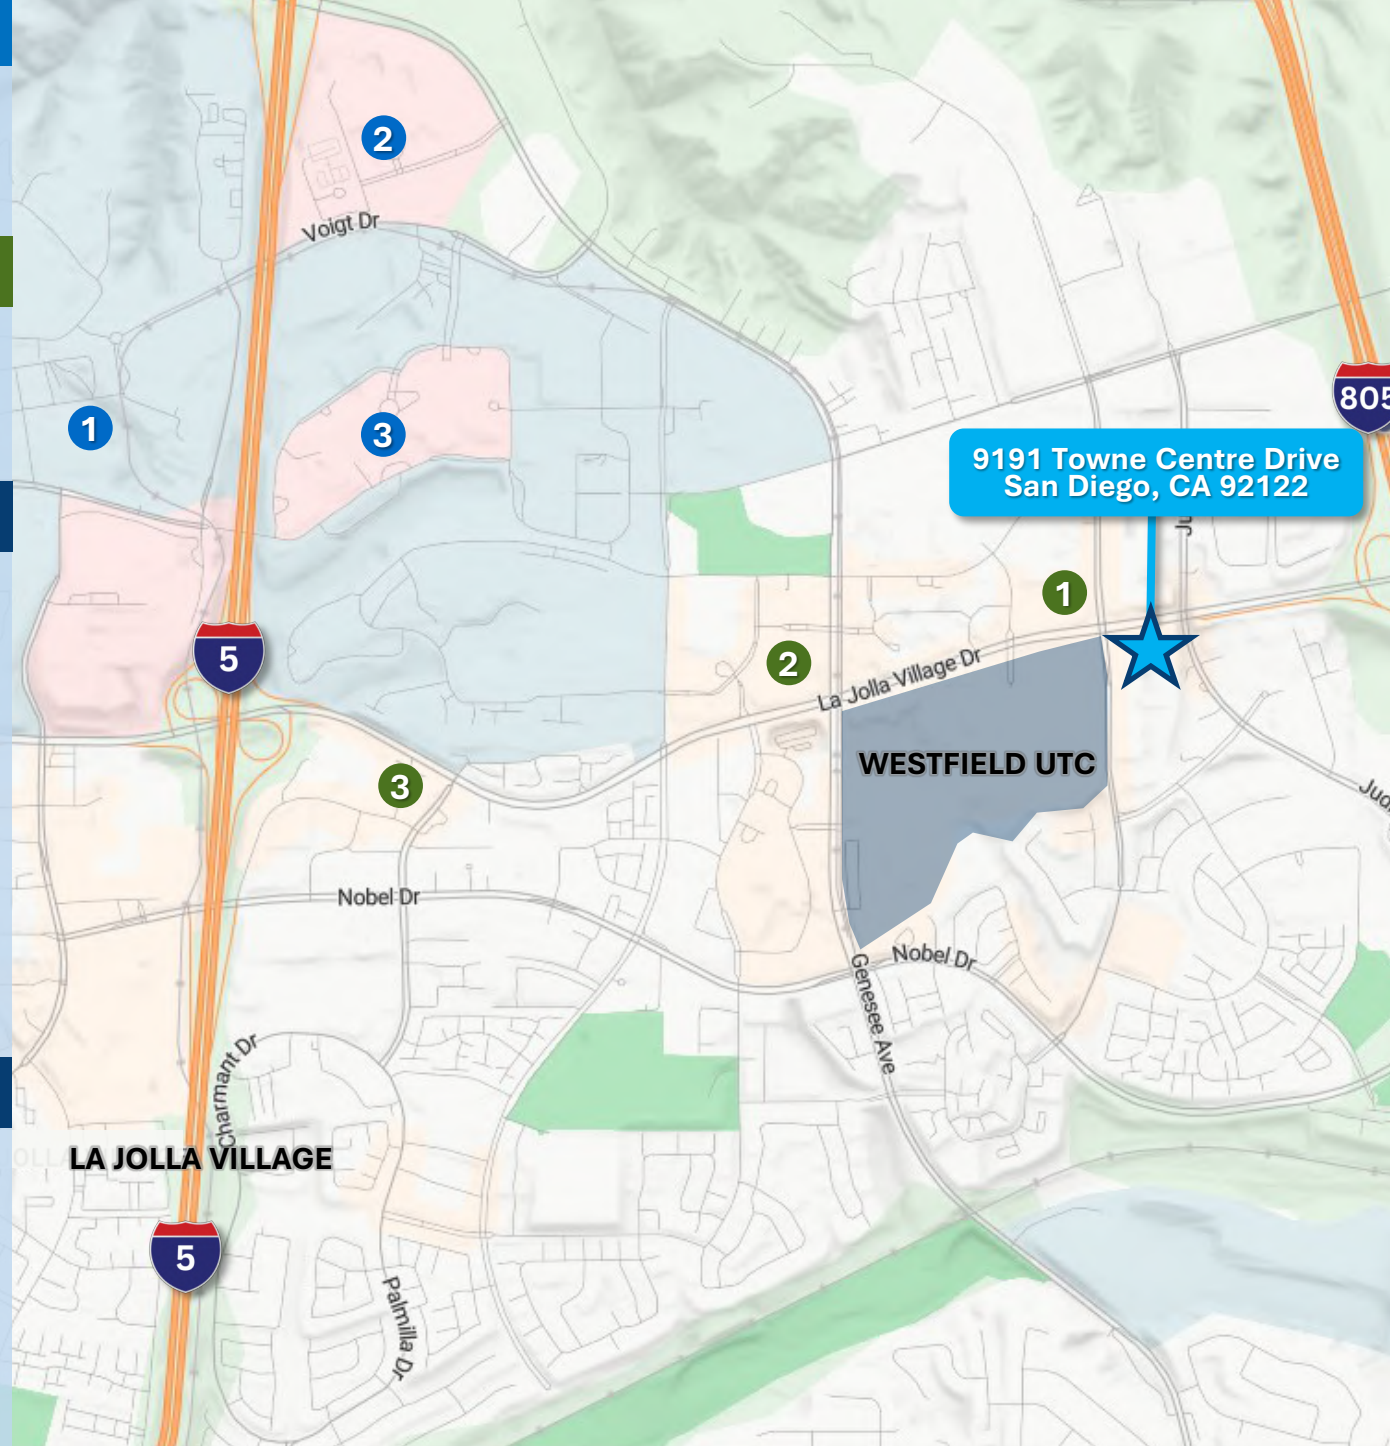 2
Voigt Dr
805
1
3
9191 Towne Centre Drive
San Diego, CA 92122
Ju
1
5
2
La Jolla Village Dr
WESTFIELD UTC
3
Jud
Nobel Dr
Nobel Dr
Genesee Ave
Charmant Dr
LA JOLLA VILLAGE
5
Palmilla Dr